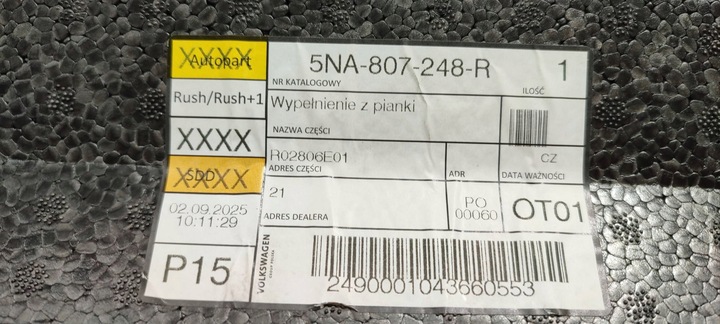 XXXX
Autopart
Rush/Rush+1
XXXX
SDD
XXXX
02.09.2025
10:11:29
P15
5NA-807-248-R
1
NR KATALOGOWY
ILOŚĆ
Wypełnienie z pianki
NAZWA CZĘŚCI
R02806E01
ADRES CZĘŚCI
ADR
CZ
DATA WAŻNOŚCI
21
ADRES DEALERA
PO
00060
OT01
VOLKSWAGEN
2490001043660553